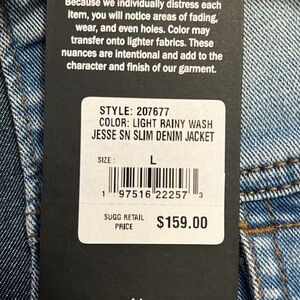 Because we individually distress each
item, you will notice areas of fading,
wear, and even holes. Color may
transfer onto lighter fabrics. These
nuances are intentional and add to the
character and finish of our garment.
STYLE: 207677
COLOR: LIGHT RAINY WASH
JESSE SN SLIM DENIM JACKET
SIZE: L
1 97516 22257 3
SUGG RETAIL
PRICE $159.00